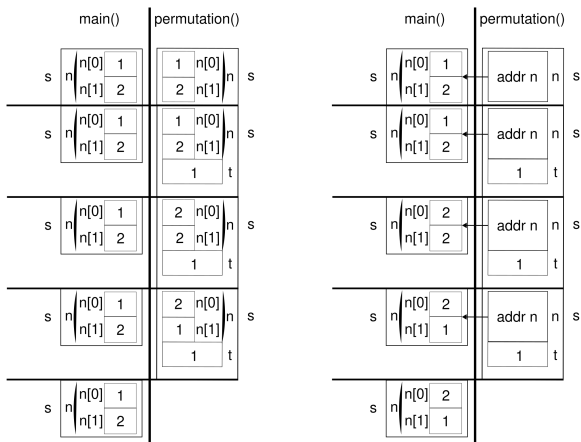 main() permutation() main() permutation()
s n n[0] 1 1 n[0] n s s n n[0] 1 addr n n s
n[1] 2 2 n[1] n[1] 2
s n n[0] 1 1 n[0] n s s n n[0] 1 addr n n s
n[1] 2 2 n[1] n[1] 2
1 t 1 t
s n n[0] 1 2 n[0] n s s n n[0] 2 addr n n s
n[1] 2 2 n[1] n[1] 2
1 t 1 t
s n n[0] 1 2 n[0] n s s n n[0] 2 addr n n s
n[1] 2 1 n[1] n[1] 1
1 t 1 t
s n n[0] 1 s n n[0] 2
n[1] 2 n[1] 1